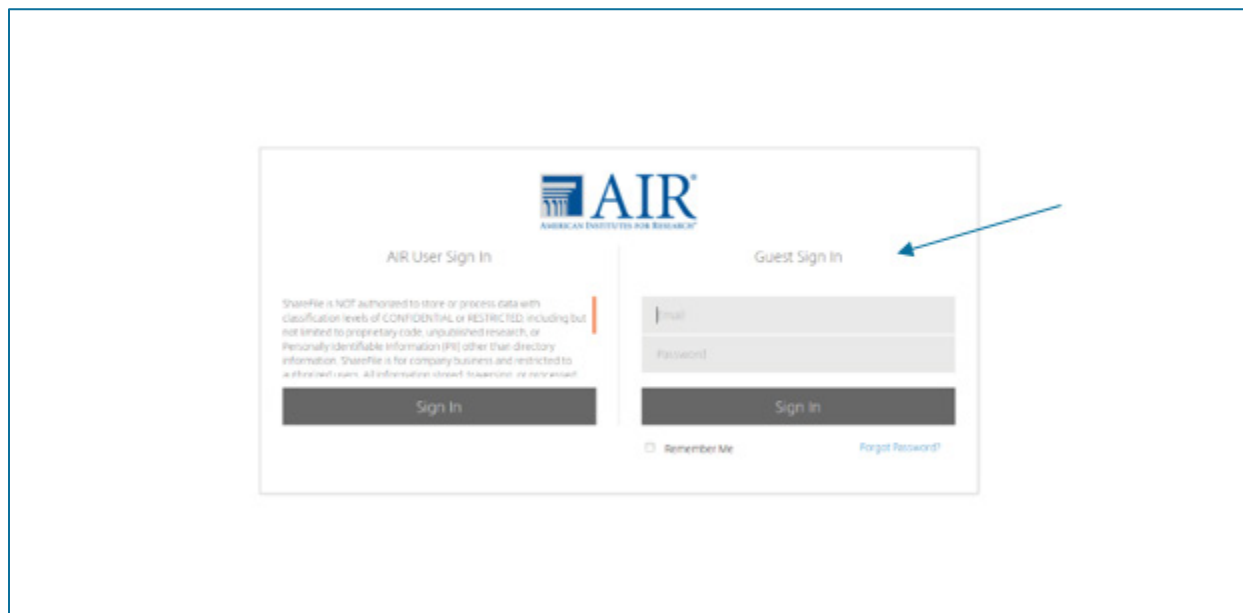 AIR®
AMERICAN INSTITUTES FOR RESEARCH®
AIR User Sign In
ShareFile is NOT authorized to store or process data with
classification levels of CONFIDENTIAL or RESTRICTED, including but
not limited to proprietary code, unpublished research, or
Personally Identifiable Information (PII) other than directory
information. ShareFile is for company business and restricted to
authorized users. All information stored, traversing, or processed
Sign In
Guest Sign In
Email
Password
Sign In
Remember Me
Forgot Password?